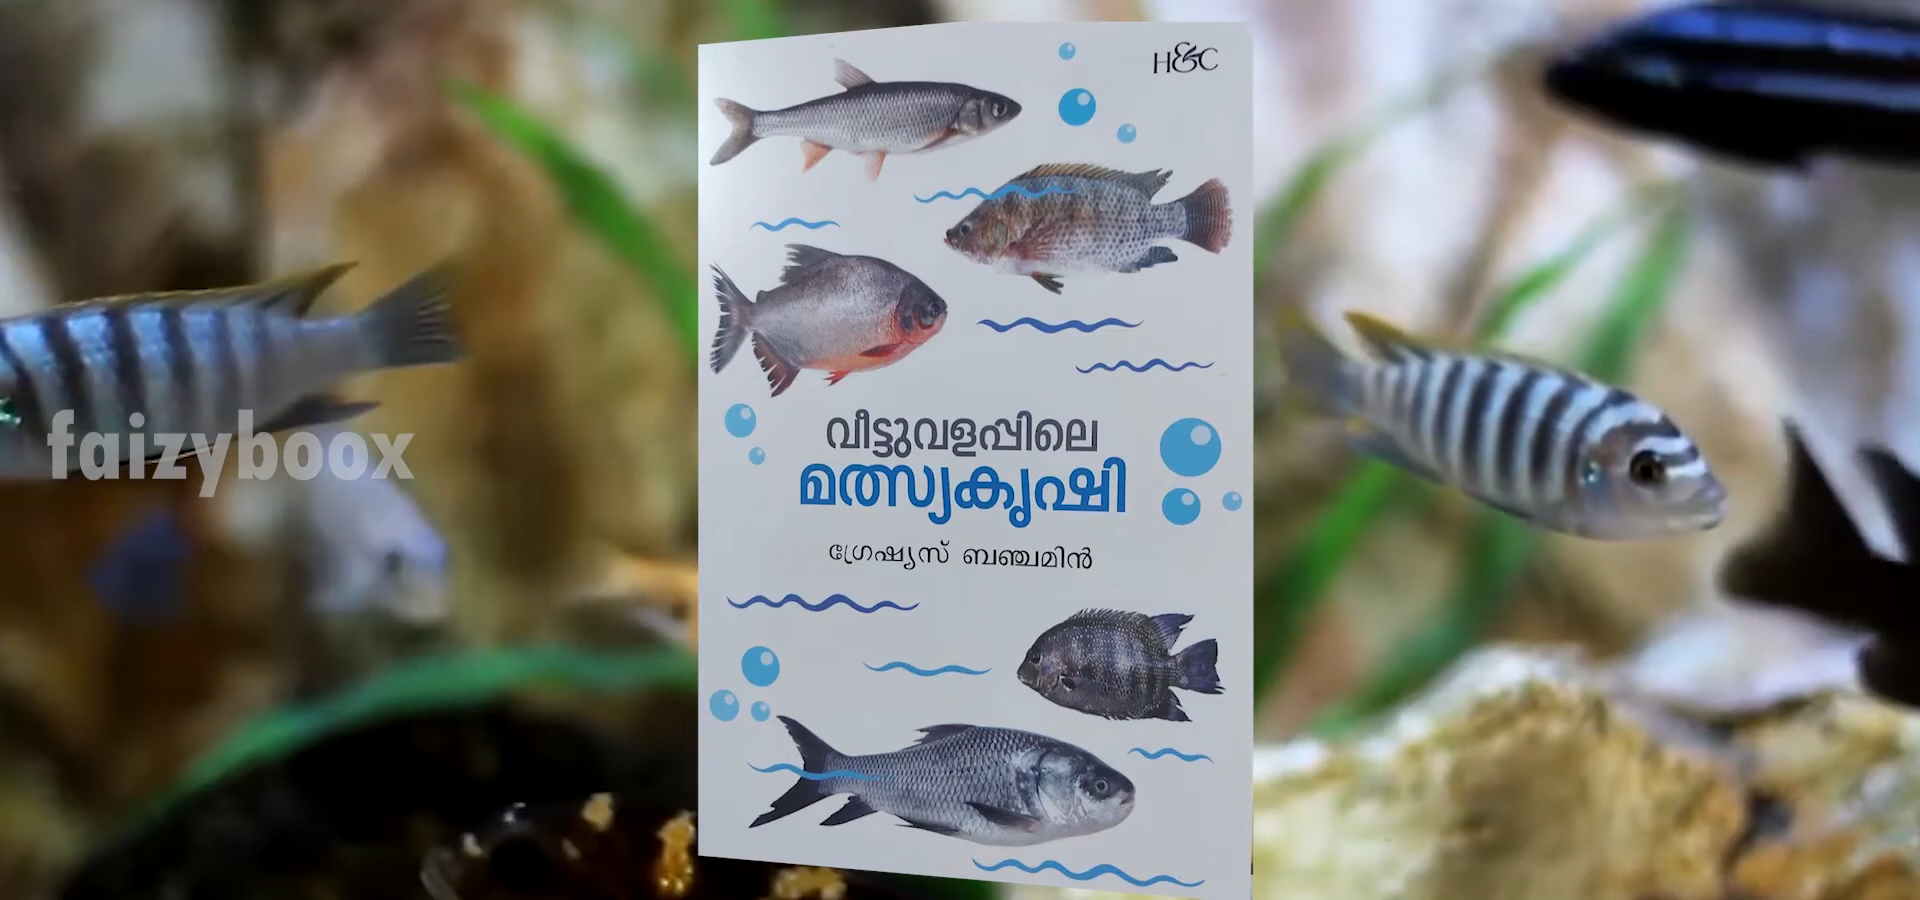 H&C
വീട്ടുവളപ്പിലെ
മത്സ്യകൃഷി
ഗ്രേഷ്യസ് ബഞ്ചമിൻ
faizyboox